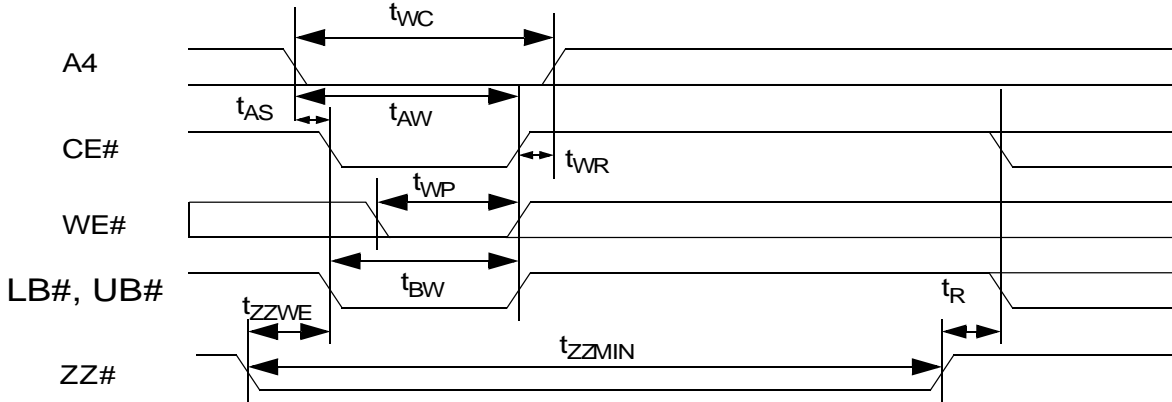 tWC
A4
tAS
tAW
CE#
tWR
tWP
WE#
LB#, UB#
tBW
tZZWE
tR
tZZMIN
ZZ#